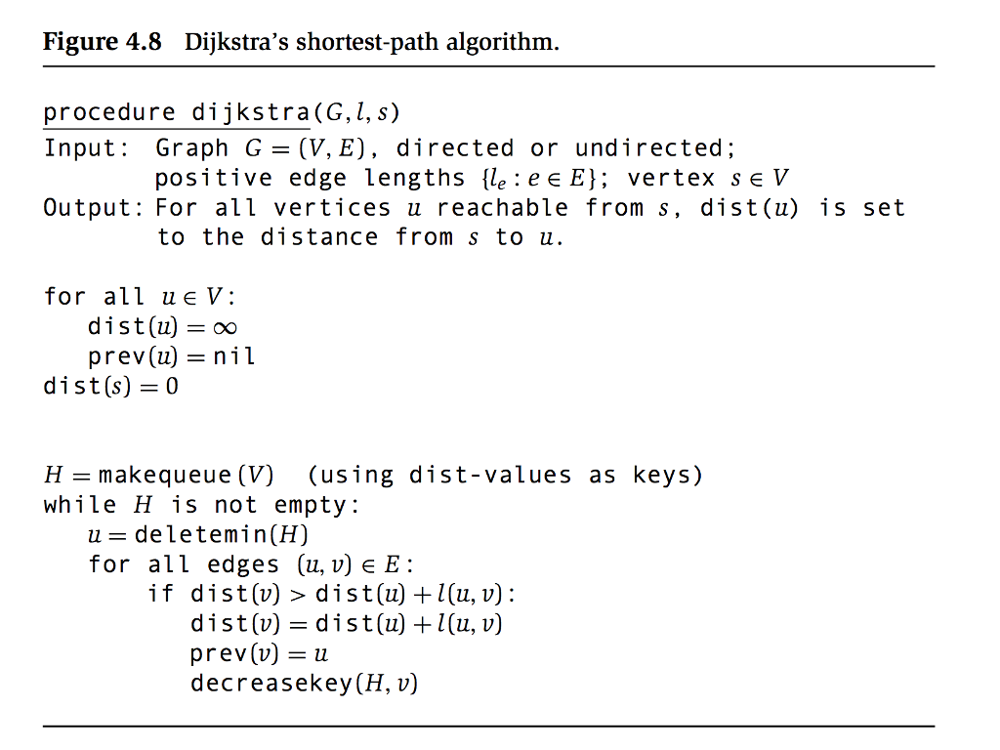 Figure 4.8 Dijkstra's shortest-path algorithm.
procedure dijkstra(G, l, s)
Input: Graph G = (V, E), directed or undirected;
positive edge lengths {lₑ : e ∈ E}; vertex s ∈ V
Output: For all vertices u reachable from s, dist(u) is set
to the distance from s to u.
for all u ∈ V:
dist(u) = ∞
prev(u) = nil
dist(s) = 0
H = makequeue(V) (using dist-values as keys)
while H is not empty:
u = deletemin(H)
for all edges (u, v) ∈ E:
if dist(v) > dist(u) + l(u, v):
dist(v) = dist(u) + l(u, v)
prev(v) = u
decreasekey(H, v)